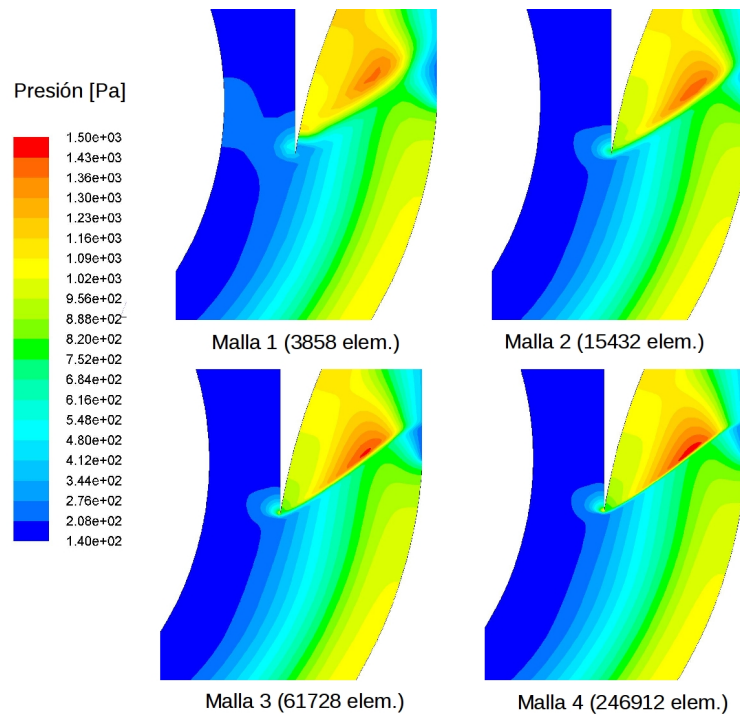 Presión [Pa]
1.50e+03
1.43e+03
1.36e+03
1.30e+03
1.23e+03
1.16e+03
1.09e+03
1.02e+03
9.56e+02
8.88e+02
8.20e+02
7.52e+02
6.84e+02
6.16e+02
5.48e+02
4.80e+02
4.12e+02
3.44e+02
2.76e+02
2.08e+02
1.40e+02
Malla 1 (3858 elem.)
Malla 2 (15432 elem.)
Malla 3 (61728 elem.)
Malla 4 (246912 elem.)